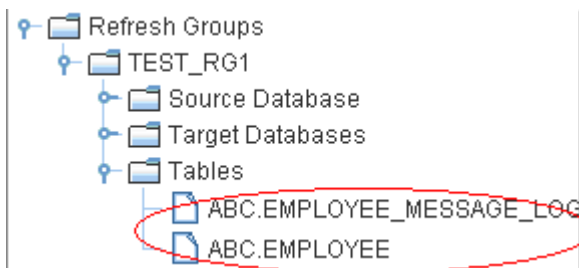 Refresh Groups
TEST_RG1
Source Database
Target Databases
Tables
ABC.EMPLOYEE_MESSAGE_LOG
ABC.EMPLOYEE